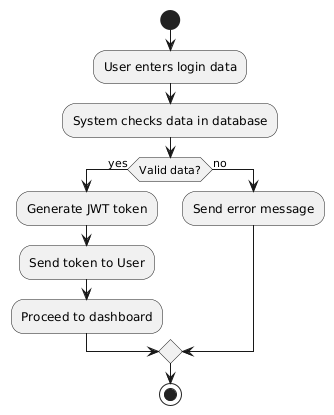 User enters login data
System checks data in database
yes
Valid data?
no
Generate JWT token
Send error message
Send token to User
Proceed to dashboard